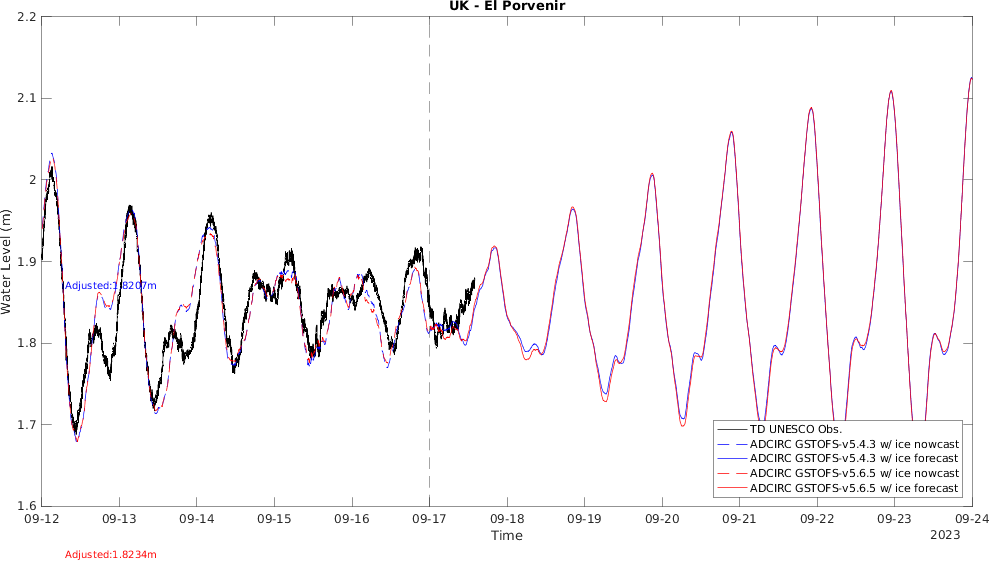 UK - El Porvenir
Water Level (m)
2.2
2.1
2
1.9
1.8
1.7
1.6
Adjusted:1.8207m
TD UNESCO Obs.
ADCIRC GSTOFS-v5.4.3 w/ ice nowcast
ADCIRC GSTOFS-v5.4.3 w/ ice forecast
ADCIRC GSTOFS-v5.6.5 w/ ice nowcast
ADCIRC GSTOFS-v5.6.5 w/ ice forecast
09-12 09-13 09-14 09-15 09-16 09-17 09-18 09-19 09-20 09-21 09-22 09-23 09-24
Time
2023
Adjusted:1.8234m